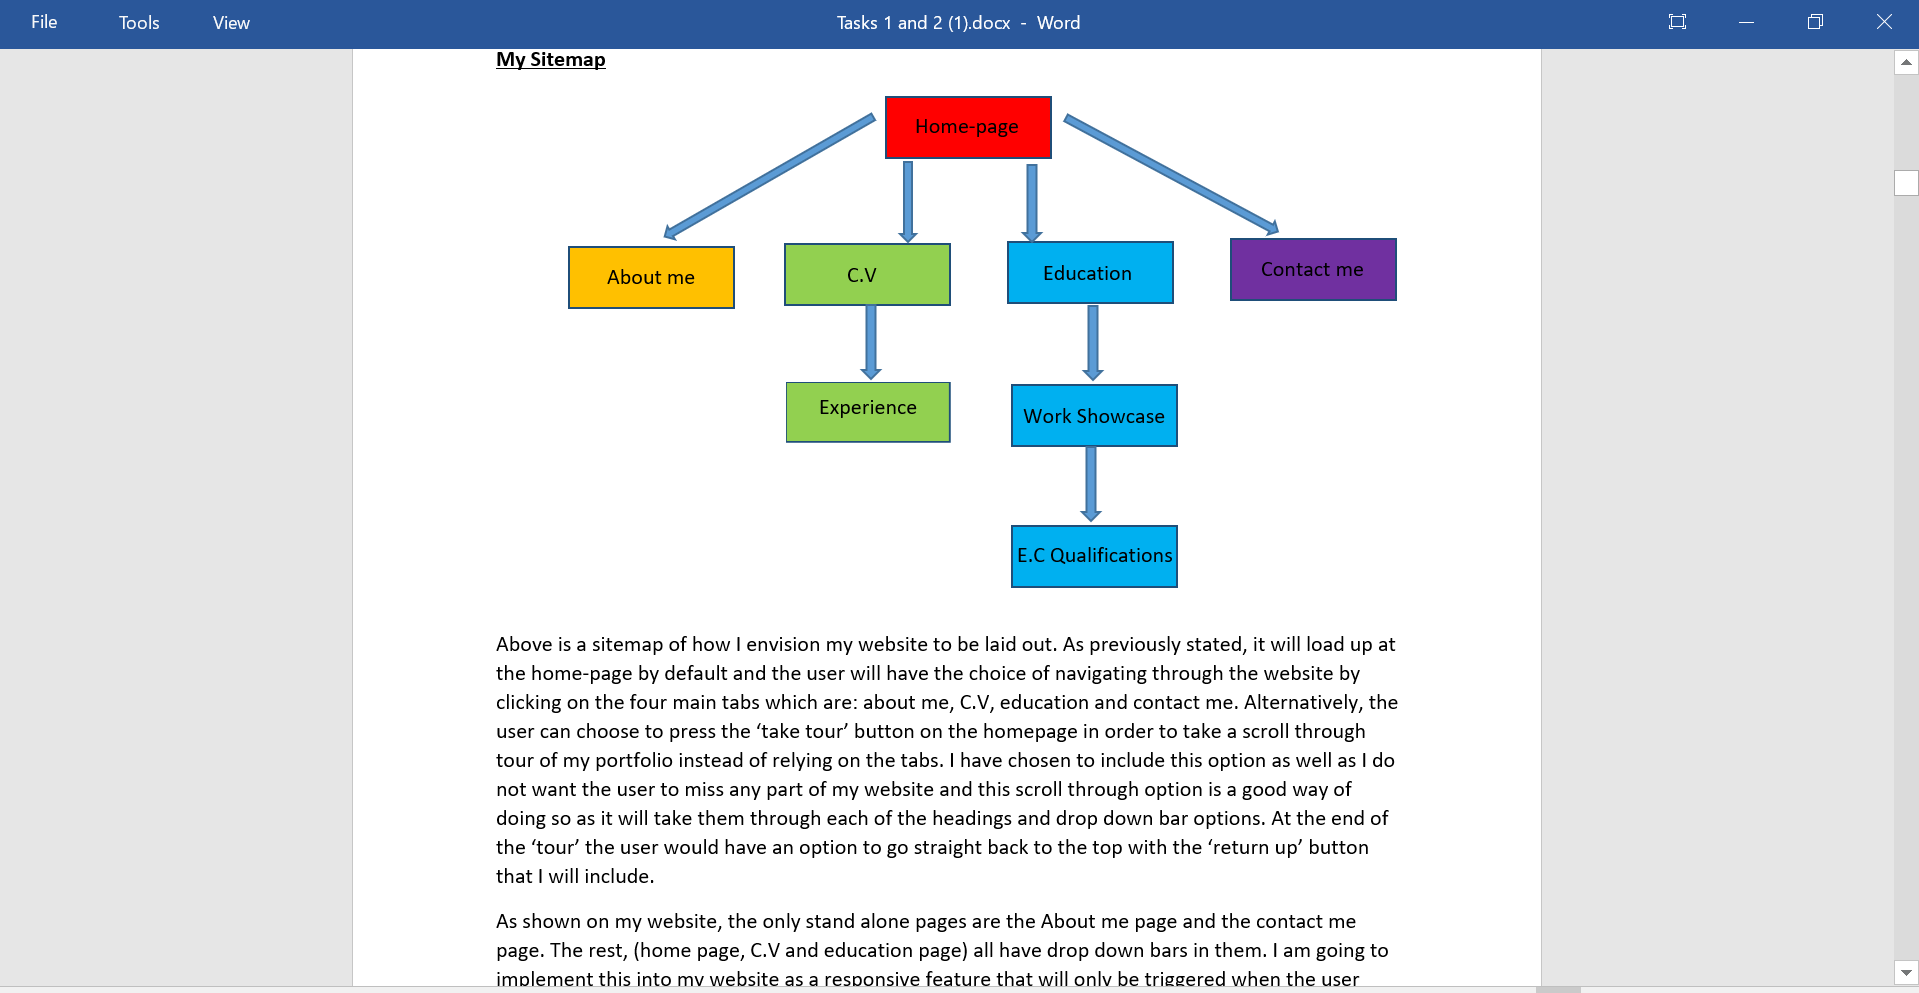 File Tools View Tasks 1 and 2 (1).docx - Word
My Sitemap
Home-page
About me
C.V
Education
Contact me
Experience
Work Showcase
E.C Qualifications
Above is a sitemap of how I envision my website to be laid out. As previously stated, it will load up at
the home-page by default and the user will have the choice of navigating through the website by
clicking on the four main tabs which are: about me, C.V, education and contact me. Alternatively, the
user can choose to press the ‘take tour’ button on the homepage in order to take a scroll through
tour of my portfolio instead of relying on the tabs. I have chosen to include this option as well as I do
not want the user to miss any part of my website and this scroll through option is a good way of
doing so as it will take them through each of the headings and drop down bar options. At the end of
the ‘tour’ the user would have an option to go straight back to the top with the ‘return up’ button
that I will include.
As shown on my website, the only stand alone pages are the About me page and the contact me
page. The rest, (home page, C.V and education page) all have drop down bars in them. I am going to
implement this into my website as a responsive feature that will only be triggered when the user